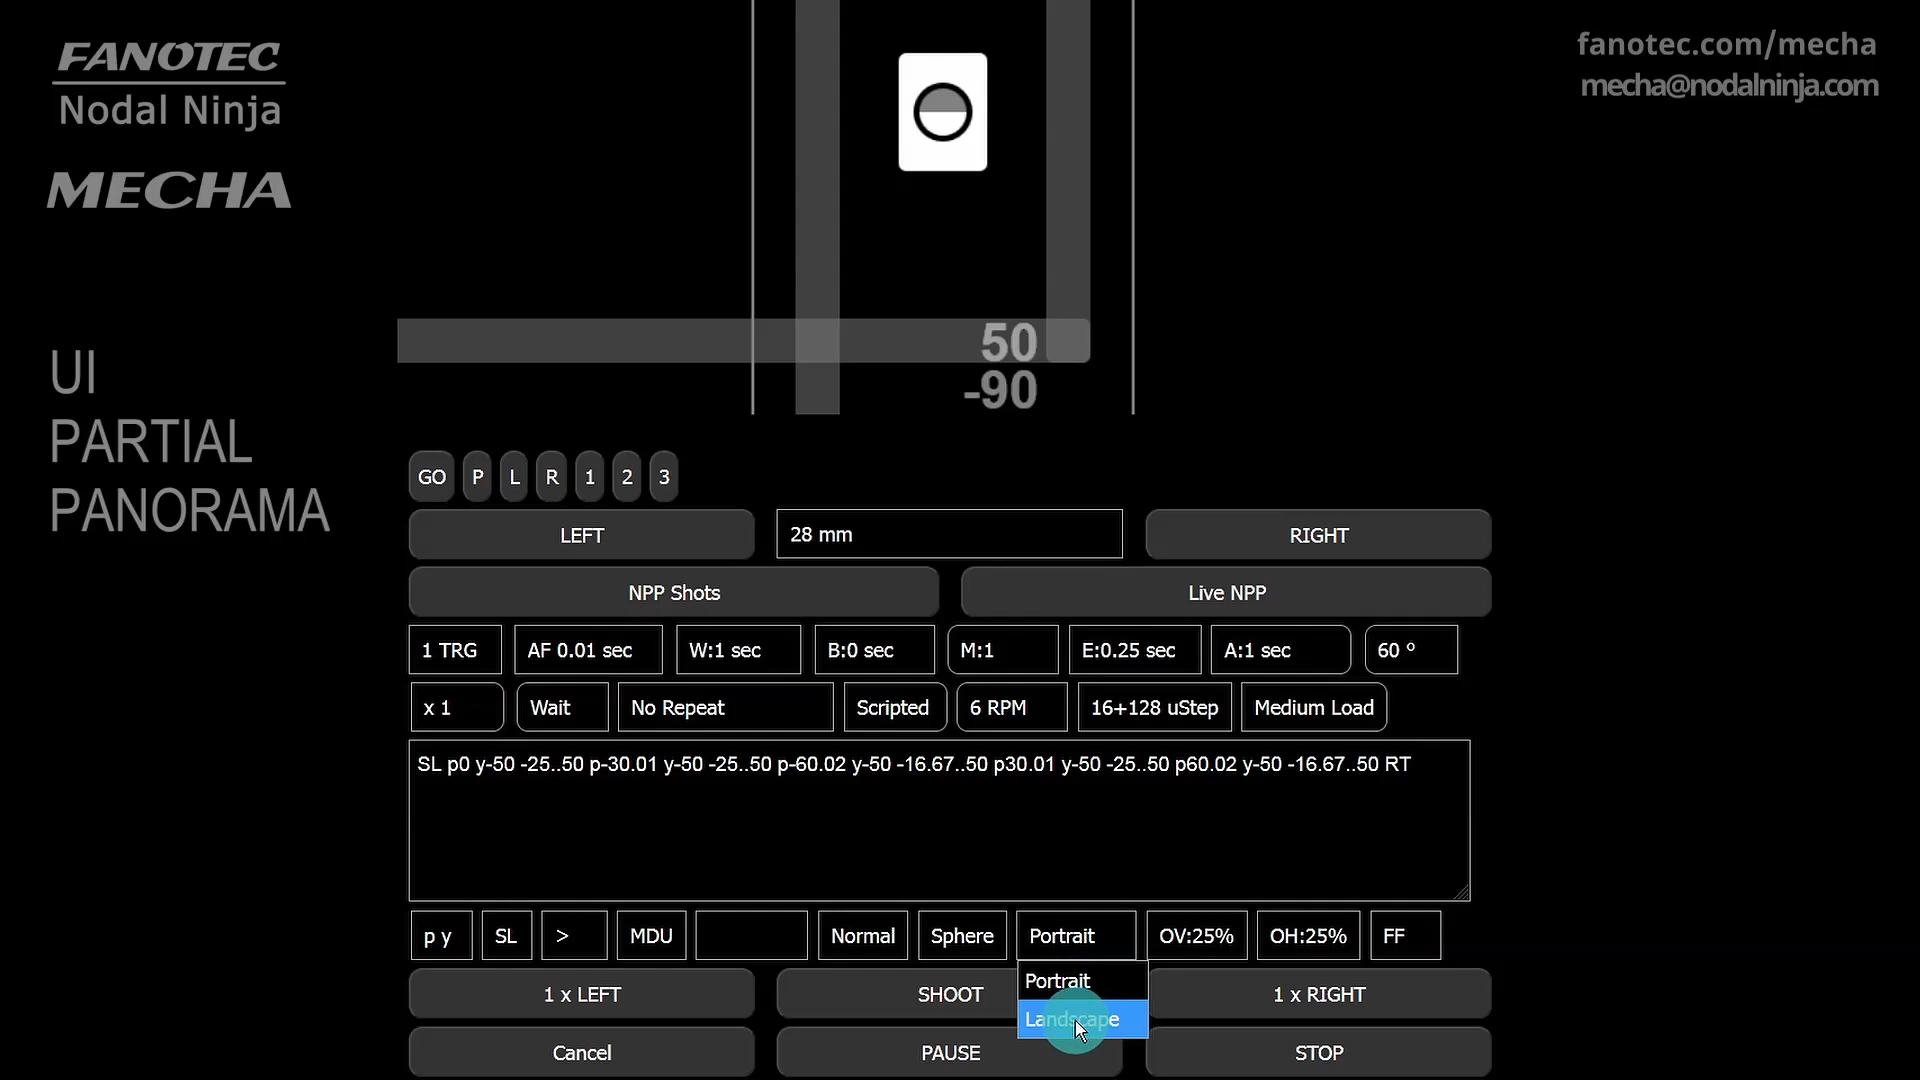 FANOTEC
Nodal Ninja
MECHA
fanotec.com/mecha
mecha@nodalninja.com
UI
PARTIAL
PANORAMA
50
-90
GO P L R 1 2 3
LEFT 28 mm RIGHT
NPP Shots Live NPP
1 TRG AF 0.01 sec W:1 sec B:0 sec M:1 E:0.25 sec A:1 sec 60 º
x 1 Wait No Repeat Scripted 6 RPM 16+128 uStep Medium Load
SL p0 y-50 -25..50 p-30.01 y-50 -25..50 p-60.02 y-50 -16.67..50 p30.01 y-50 -25..50 p60.02 y-50 -16.67..50 RT
p y SL > MDU Normal Sphere Portrait OV:25% OH:25% FF
Portrait
Landscape
1 x LEFT SHOOT 1 x RIGHT
Cancel PAUSE STOP